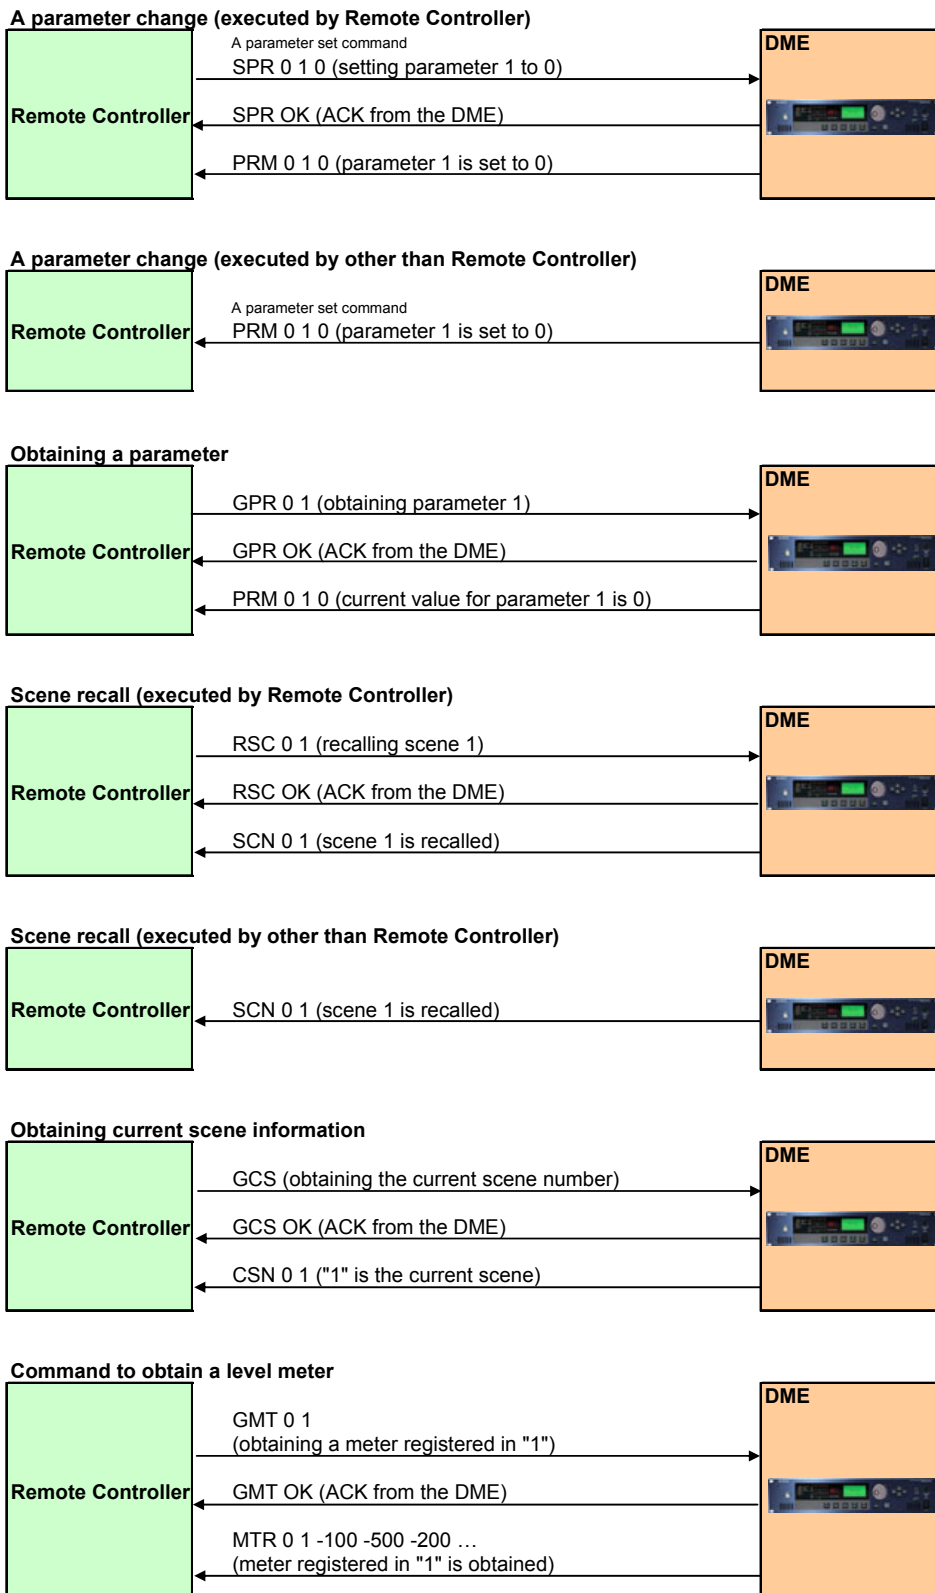 A parameter change (executed by Remote Controller)
A parameter set command
DME
SPR 0 1 0 (setting parameter 1 to 0)
Remote Controller
SPR OK (ACK from the DME)
PRM 0 1 0 (parameter 1 is set to 0)
A parameter change (executed by other than Remote Controller)
DME
A parameter set command
Remote Controller
PRM 0 1 0 (parameter 1 is set to 0)
Obtaining a parameter
DME
GPR 0 1 (obtaining parameter 1)
Remote Controller
GPR OK (ACK from the DME)
PRM 0 1 0 (current value for parameter 1 is 0)
Scene recall (executed by Remote Controller)
DME
RSC 0 1 (recalling scene 1)
Remote Controller
RSC OK (ACK from the DME)
SCN 0 1 (scene 1 is recalled)
Scene recall (executed by other than Remote Controller)
DME
Remote Controller
SCN 0 1 (scene 1 is recalled)
Obtaining current scene information
DME
GCS (obtaining the current scene number)
Remote Controller
GCS OK (ACK from the DME)
CSN 0 1 ("1" is the current scene)
Command to obtain a level meter
DME
GMT 0 1
(obtaining a meter registered in "1")
Remote Controller
GMT OK (ACK from the DME)
MTR 0 1 -100 -500 -200 …
(meter registered in "1" is obtained)